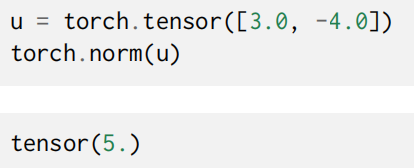 u = torch.tensor([3.0, -4.0])
torch.norm(u)
tensor(5.)